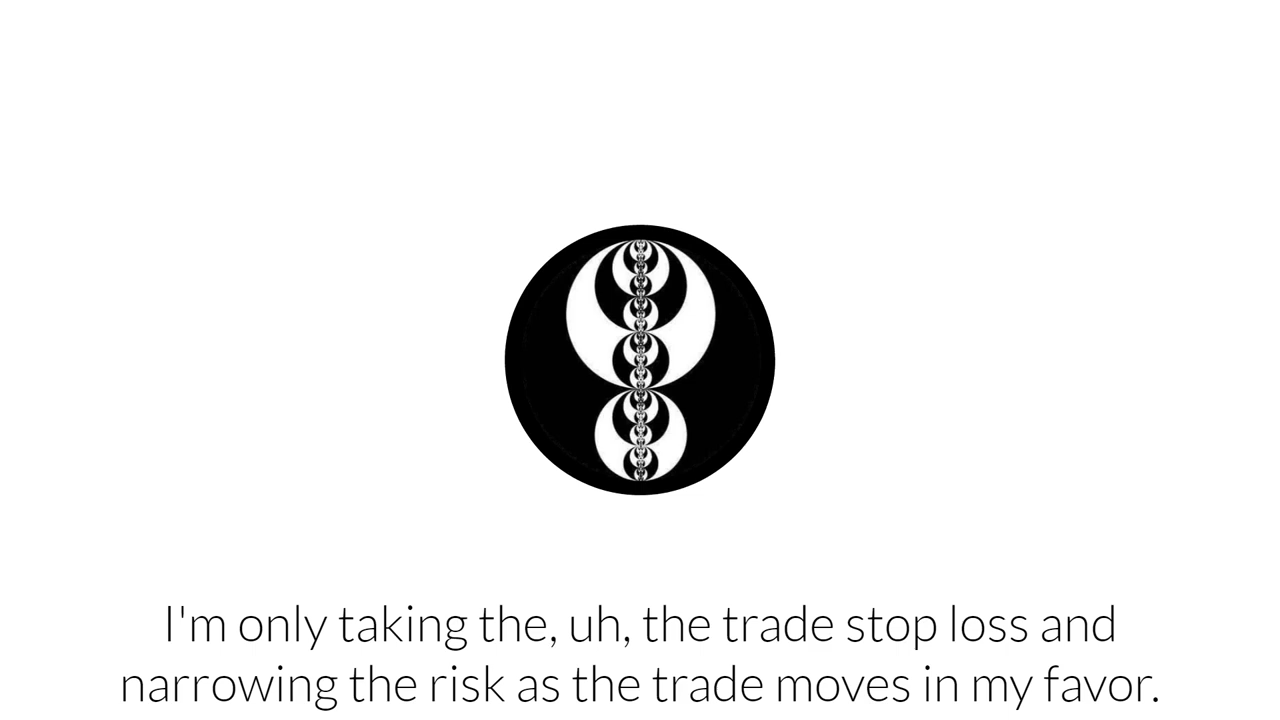 I'm only taking the, uh, the trade stop loss and
narrowing the risk as the trade moves in my favor.